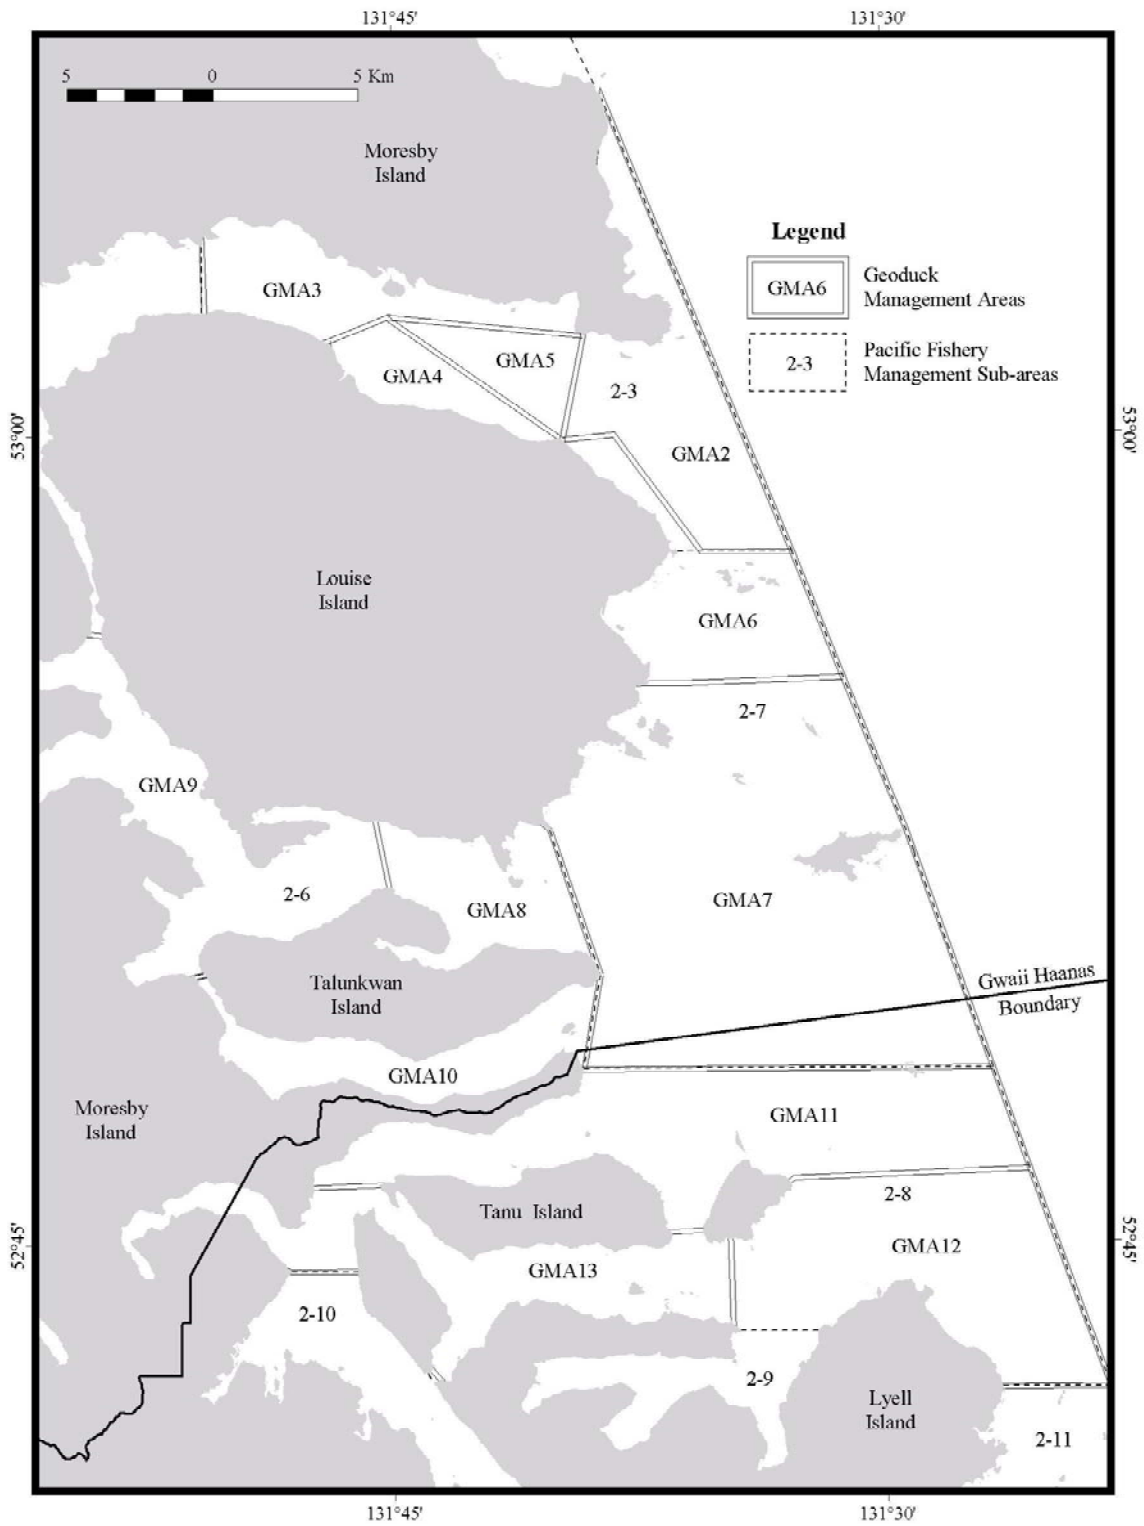 131°45'
131°30'
5 0 5 Km
Moresby
Island
Legend
GMA6
Geoduck
Management Areas
2-3
Pacific Fishery
Management Sub-areas
GMA3
GMA5
GMA4
2-3
53°00'
53°00'
GMA2
Louise
Island
GMA6
2-7
GMA9
2-6
GMA8
GMA7
Gwaii Haanas
Boundary
Talunkwan
Island
GMA10
Moresby
Island
GMA11
2-8
Tanu Island
52°45'
52°45'
GMA12
GMA13
2-10
2-9
Lyell
Island
2-11
131°45'
131°30'